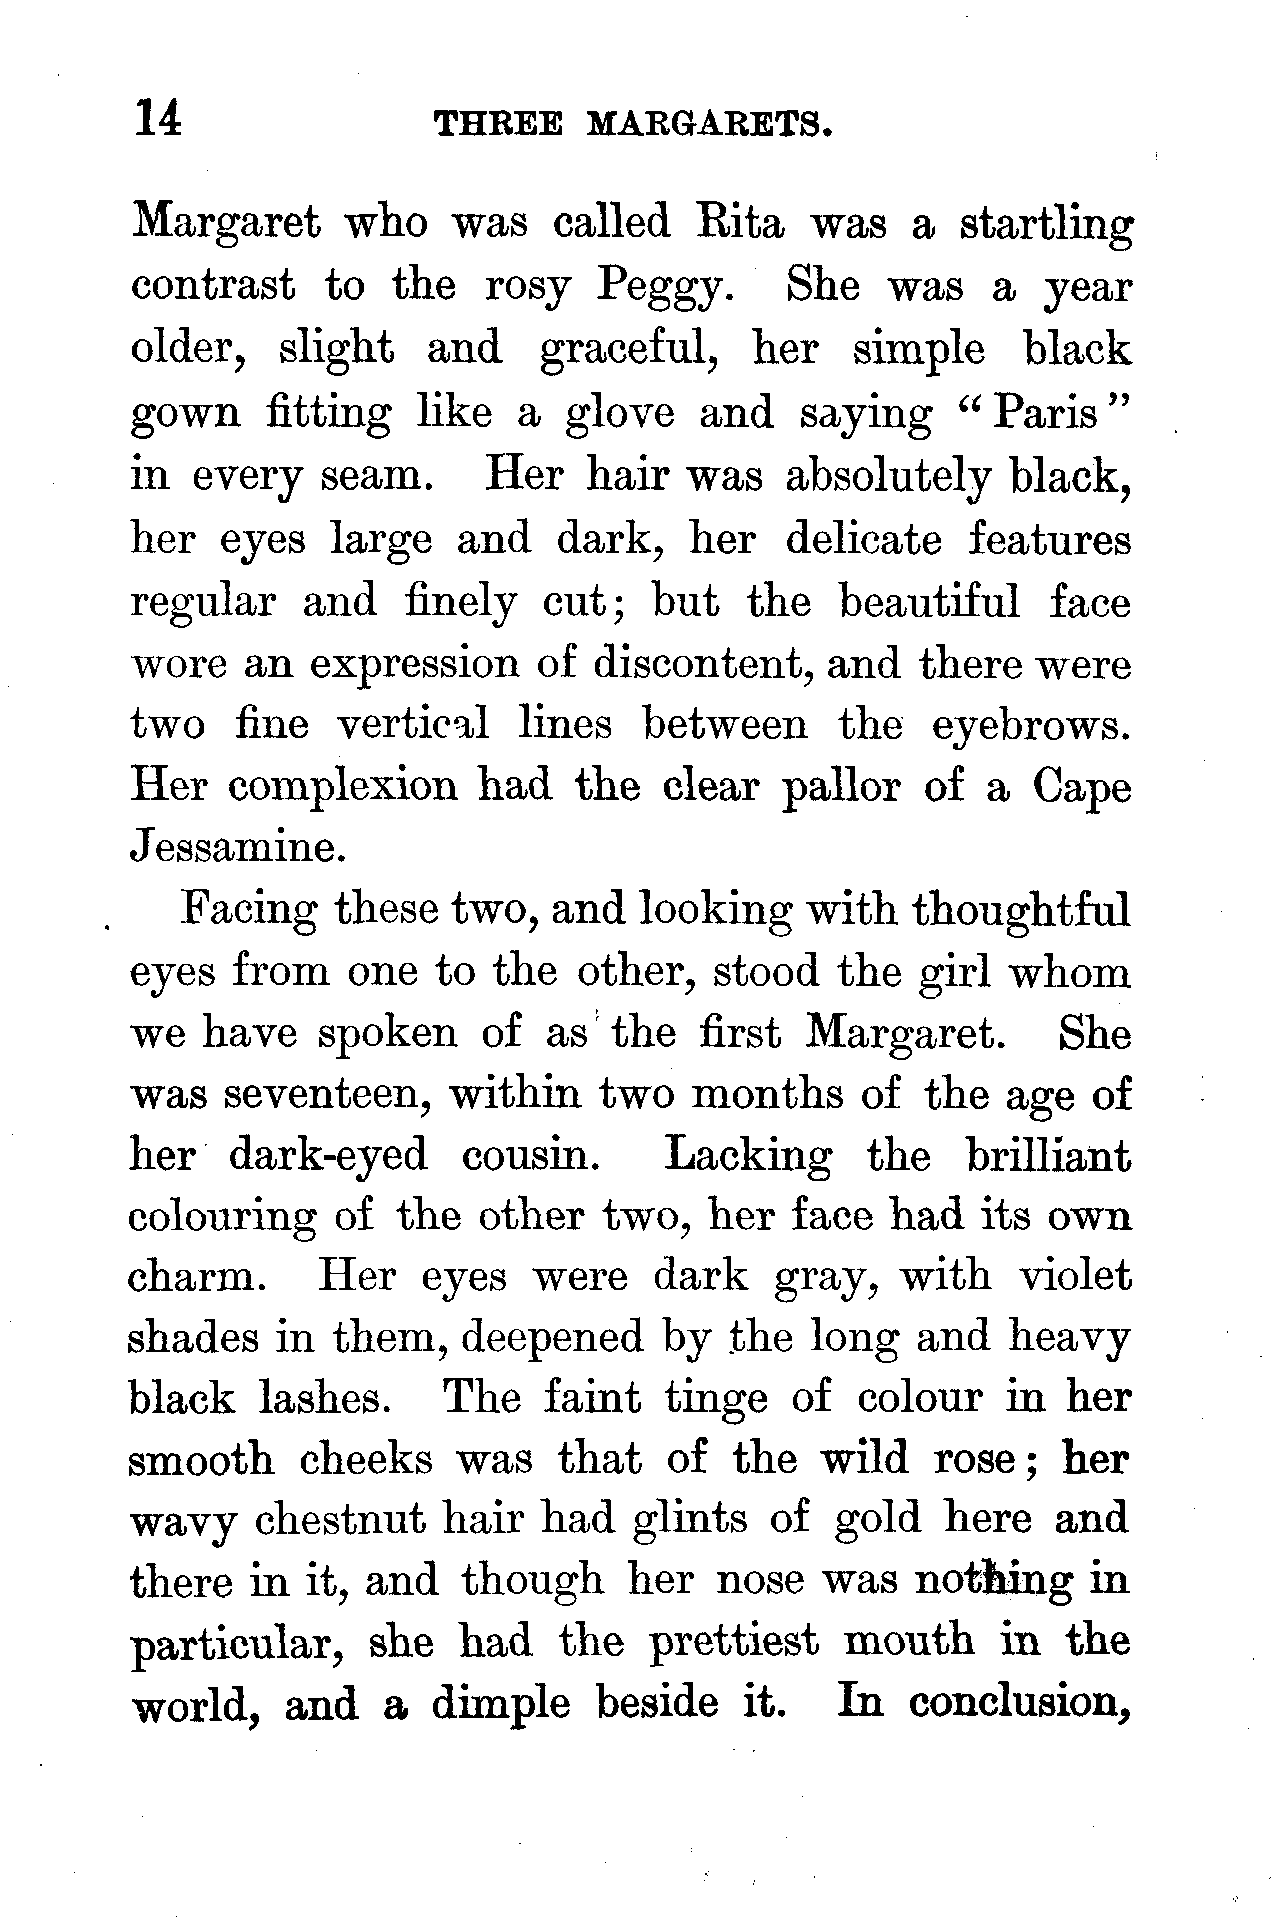 14 THREE MARGARETS.
Margaret who was called Rita was a startling
contrast to the rosy Peggy. She was a year
older, slight and graceful, her simple black
gown fitting like a glove and saying “Paris”
in every seam. Her hair was absolutely black,
her eyes large and dark, her delicate features
regular and finely cut; but the beautiful face
wore an expression of discontent, and there were
two fine vertical lines between the eyebrows.
Her complexion had the clear pallor of a Cape
Jessamine.
Facing these two, and looking with thoughtful
eyes from one to the other, stood the girl whom
we have spoken of as the first Margaret. She
was seventeen, within two months of the age of
her dark-eyed cousin. Lacking the brilliant
colouring of the other two, her face had its own
charm. Her eyes were dark gray, with violet
shades in them, deepened by the long and heavy
black lashes. The faint tinge of colour in her
smooth cheeks was that of the wild rose; her
wavy chestnut hair had glints of gold here and
there in it, and though her nose was nothing in
particular, she had the prettiest mouth in the
world, and a dimple beside it. In conclusion,